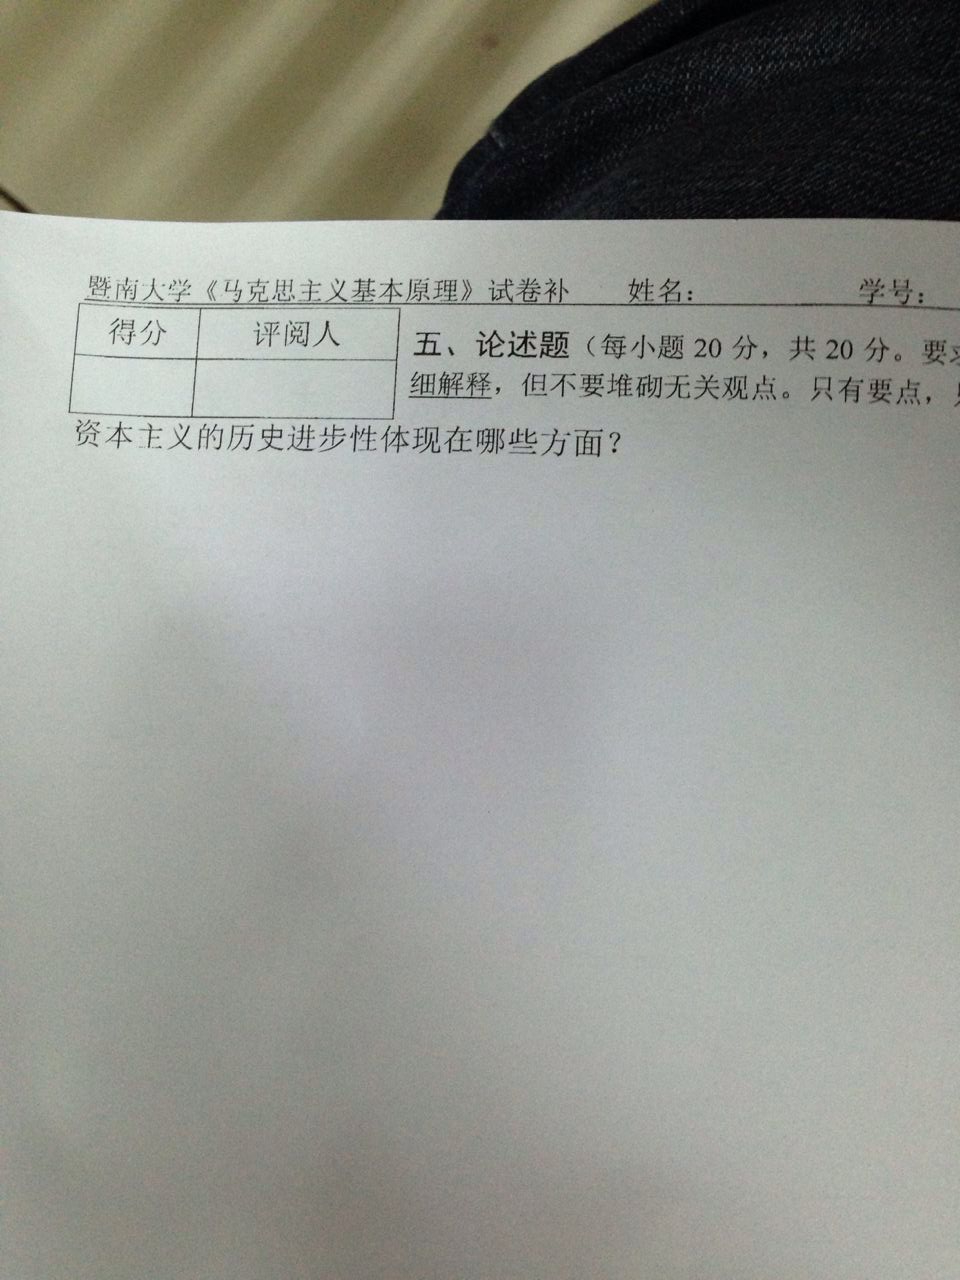 暨南大学《马克思主义基本原理》试卷补 姓名： 学号：
得分 评阅人
五、论述题（每小题 20 分，共 20 分。要求
细解释，但不要堆砌无关观点。只有要点，
资本主义的历史进步性体现在哪些方面？